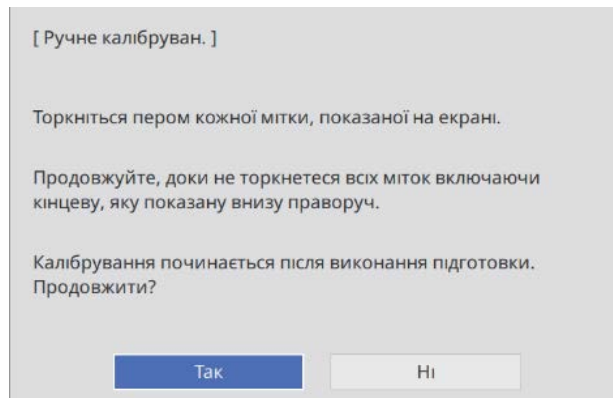 [ Ручне калібруван. ]
Торкніться пером кожної мітки, показаної на екрані.
Продовжуйте, доки не торкнетеся всіх міток включаючи
кінцеву, яку показану внизу праворуч.
Калібрування починається після виконання підготовки.
Продовжити?
Так
Ні